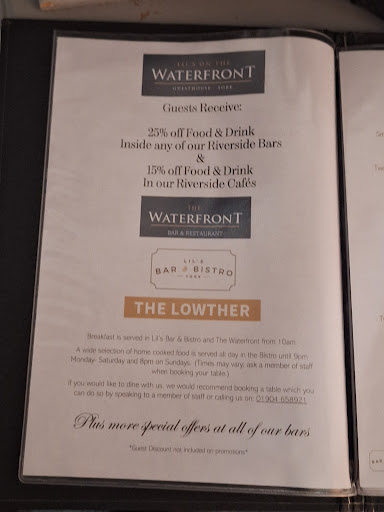 LIL'S ON THE
WATERFRONT
GUESTHOUSE YORK
Guests Receive:
25% off Food & Drink
Inside any of our Riverside Bars
&
15% off Food & Drink
In our Riverside Cafés
THE
WATERFRONT
BAR & RESTAURANT
LIL'S
BAR & BISTRO
YORK
THE LOWTHER
Breakfast is served in Lil's Bar & Bistro and The Waterfront from 10am.
A wide selection of home cooked food is served all day in the Bistro until 9pm
Monday- Saturday and 8pm on Sundays. (Times may vary, ask a member of staff
when booking your table.)
If you would like to dine with us, we would recommend booking a table which you
can do so by speaking to a member of staff or calling us on: 01904 658921
Plus more special offers at all of our bars
*Guest Discount not included on promotions*